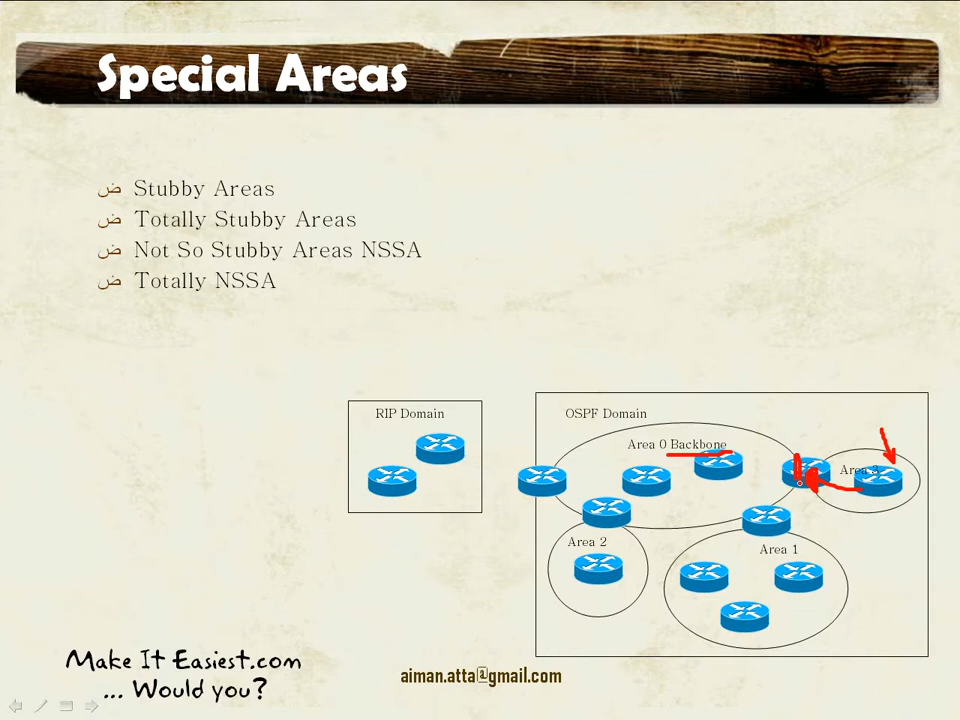 Special Areas
ض Stubby Areas
ض Totally Stubby Areas
ض Not So Stubby Areas NSSA
ض Totally NSSA
RIP Domain
OSPF Domain
Area 0 Backbone
Area 3
Area 2
Area 1
Make It Easiest.com
... Would you?
aiman.atta@gmail.com